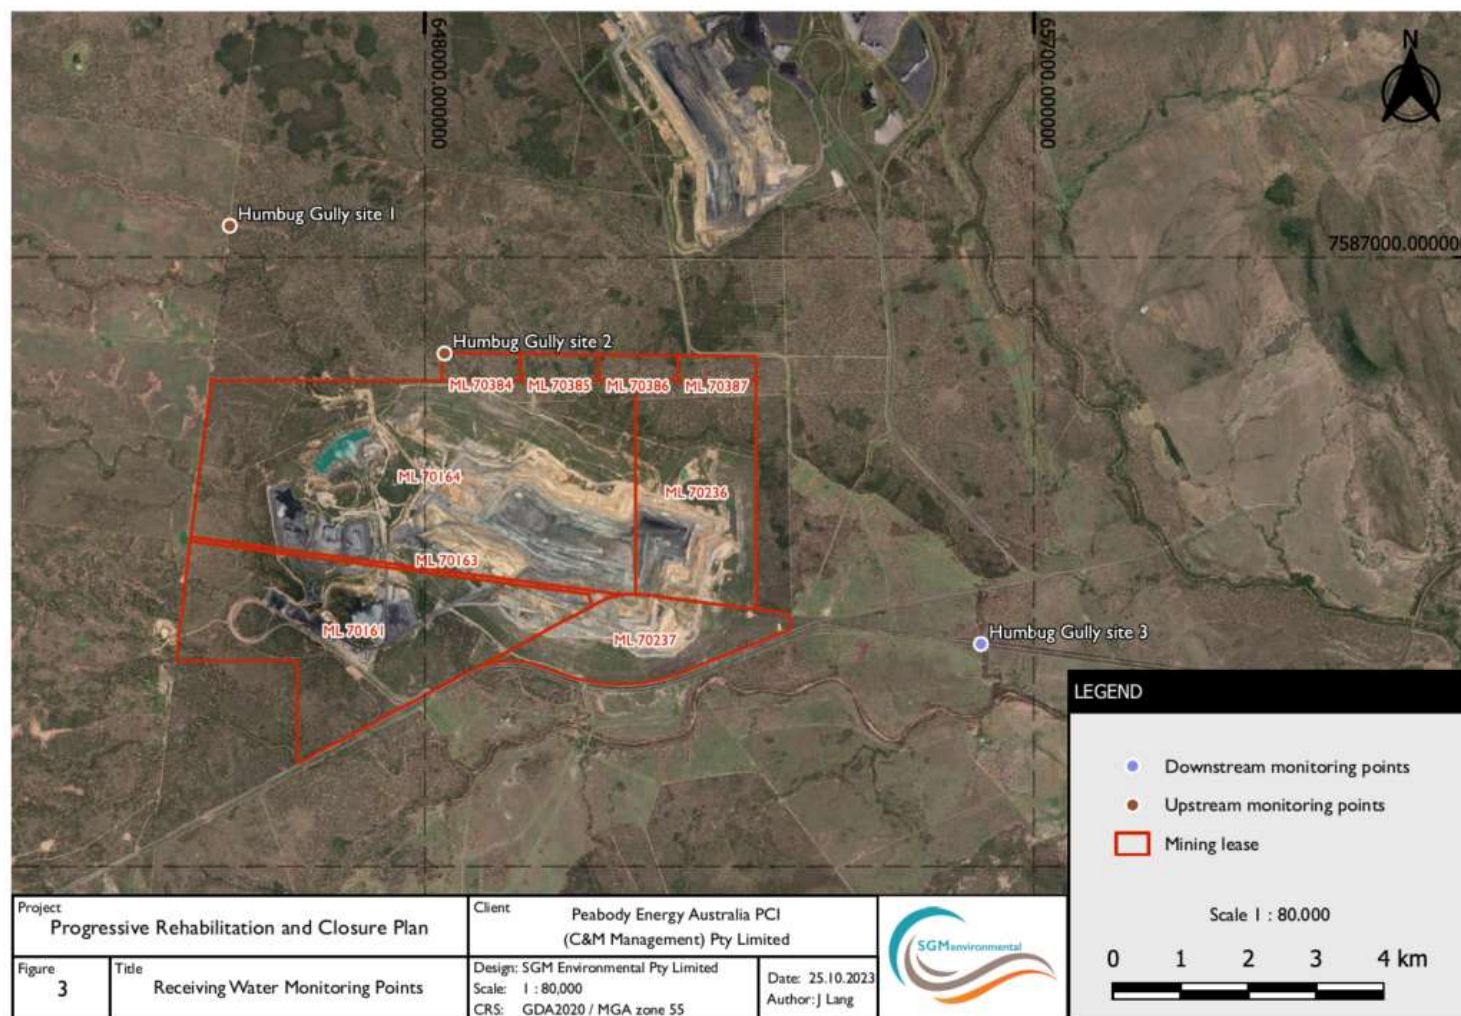 648000.000000
657000.000000
N
Humbug Gully site 1
7587000.00000
Humbug Gully site 2
ML 70384
ML 70385
ML 70386
ML 70387
ML 70164
ML 70236
ML 70163
ML 70161
ML 70237
Humbug Gully site 3
LEGEND
Downstream monitoring points
Upstream monitoring points
Mining lease
Scale 1 : 80.000
0 1 2 3 4 km
Project
Progressive Rehabilitation and Closure Plan
Client
Peabody Energy Australia PCI
(C&M Management) Pty Limited
SGMenvironmental
Figure
3
Title
Receiving Water Monitoring Points
Design: SGM Environmental Pty Limited
Scale: 1 : 80,000
CRS: GDA2020 / MGA zone 55
Date: 25.10.2023
Author: J Lang